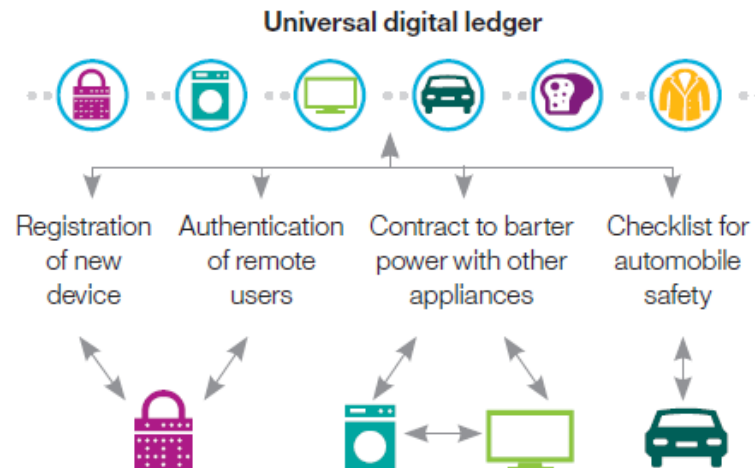 Universal digital ledger
Registration
of new
device
Authentication
of remote
users
Contract to barter
power with other
appliances
Checklist for
automobile
safety